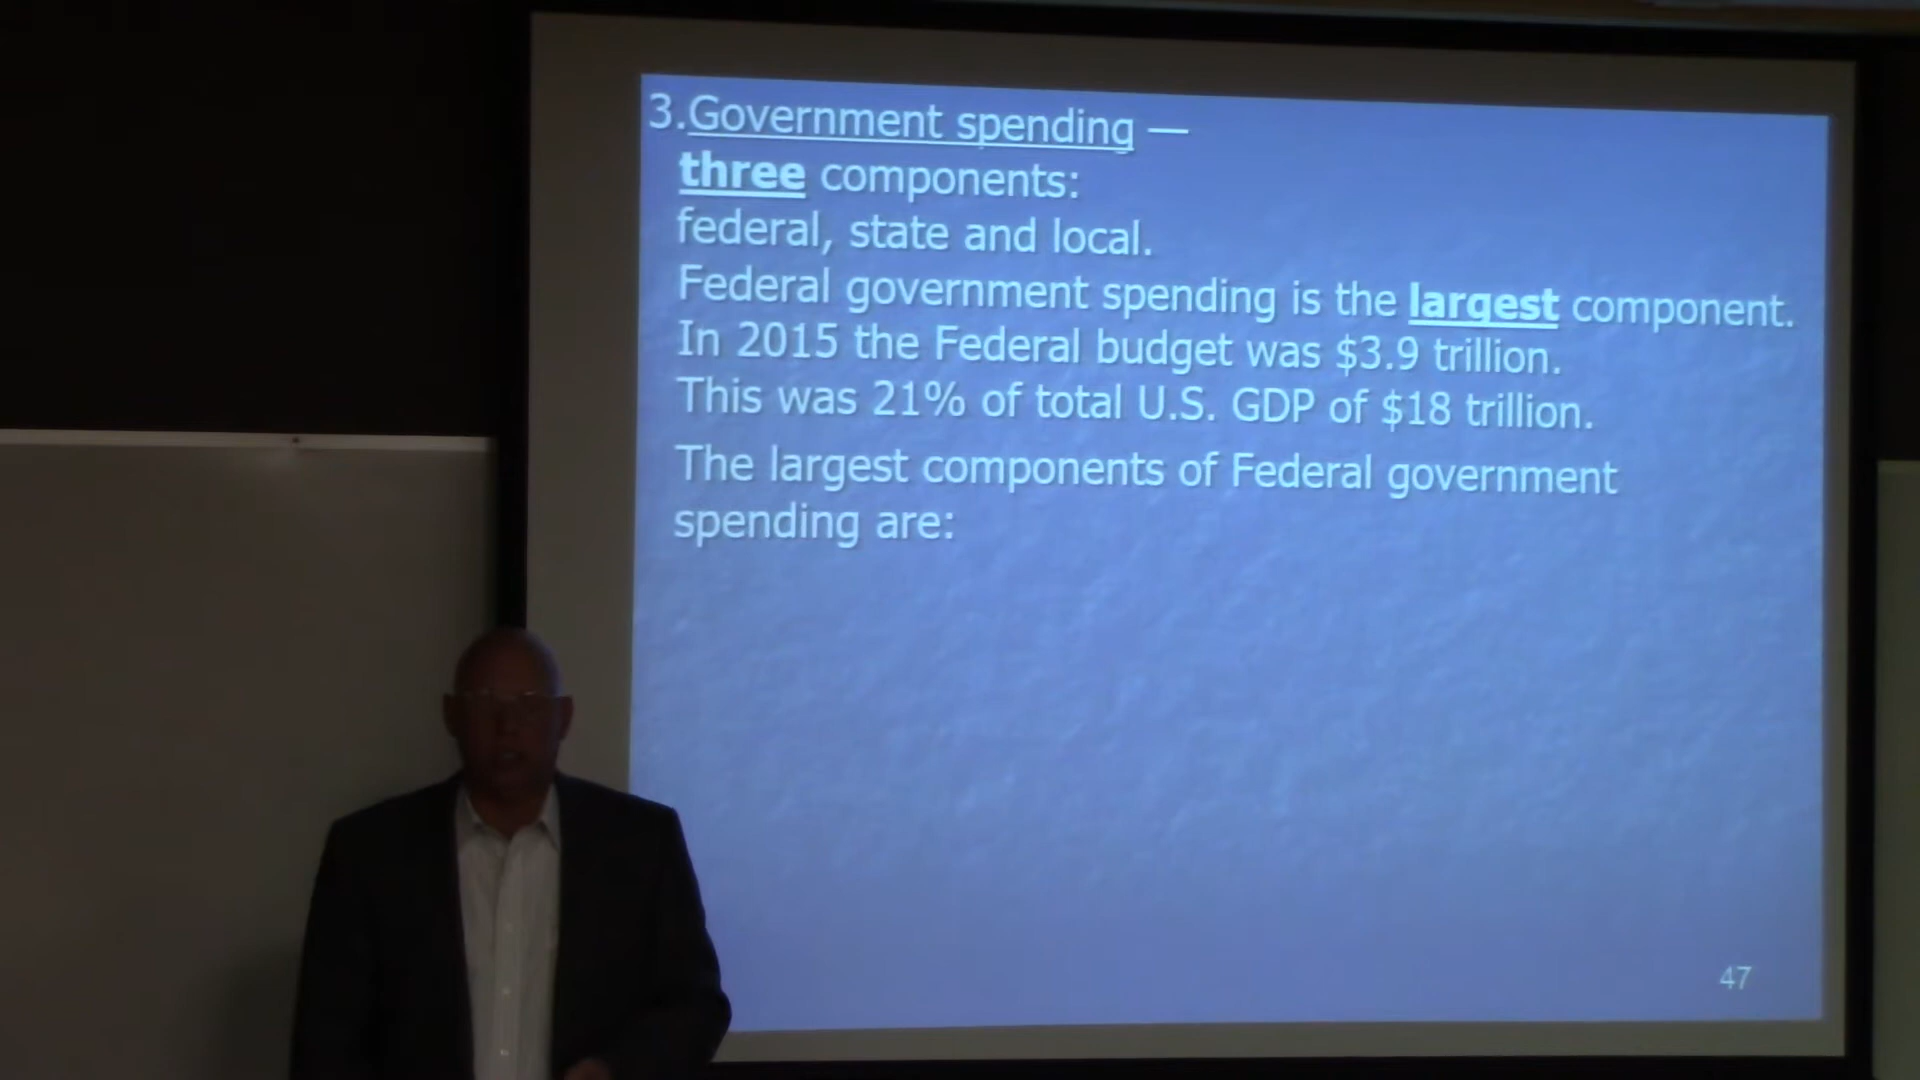 3.Government spending —
three components:
federal, state and local.
Federal government spending is the largest component.
In 2015 the Federal budget was $3.9 trillion.
This was 21% of total U.S. GDP of $18 trillion.
The largest components of Federal government
spending are:
47